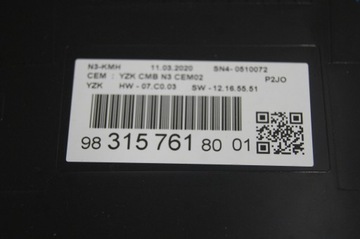 N3-KMH 11.03.2020 SN4- 0510072
CEM : YZK CMB N3 CEM02 P2JO
YZK HW - 07.C0.03 SW - 12.16.55.51
98 315 761 80 01